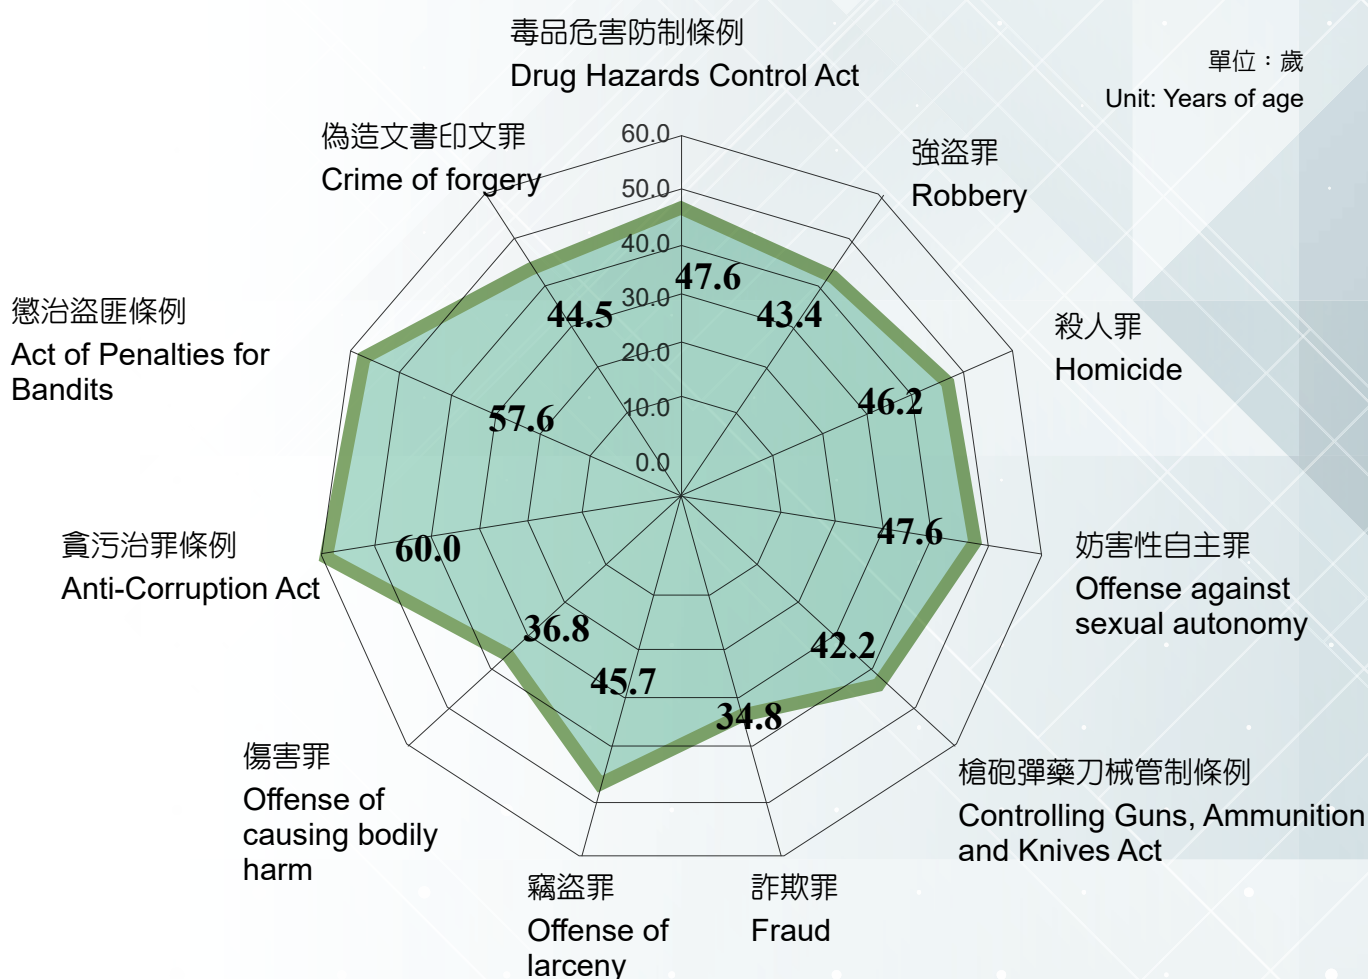 毒品危害防制條例
Drug Hazards Control Act
單位：歲
Unit: Years of age
偽造文書印文罪
Crime of forgery
強盜罪
Robbery
60.0
50.0
40.0
30.0
20.0
10.0
0.0
47.6
44.5
43.4
殺人罪
Homicide
46.2
懲治盜匪條例
Act of Penalties for
Bandits
57.6
貪污治罪條例
Anti-Corruption Act
60.0
47.6
妨害性自主罪
Offense against
sexual autonomy
36.8
42.2
45.7
34.8
傷害罪
Offense of
causing bodily
harm
槍砲彈藥刀械管制條例
Controlling Guns, Ammunition
and Knives Act
竊盜罪
Offense of
larceny
詐欺罪
Fraud